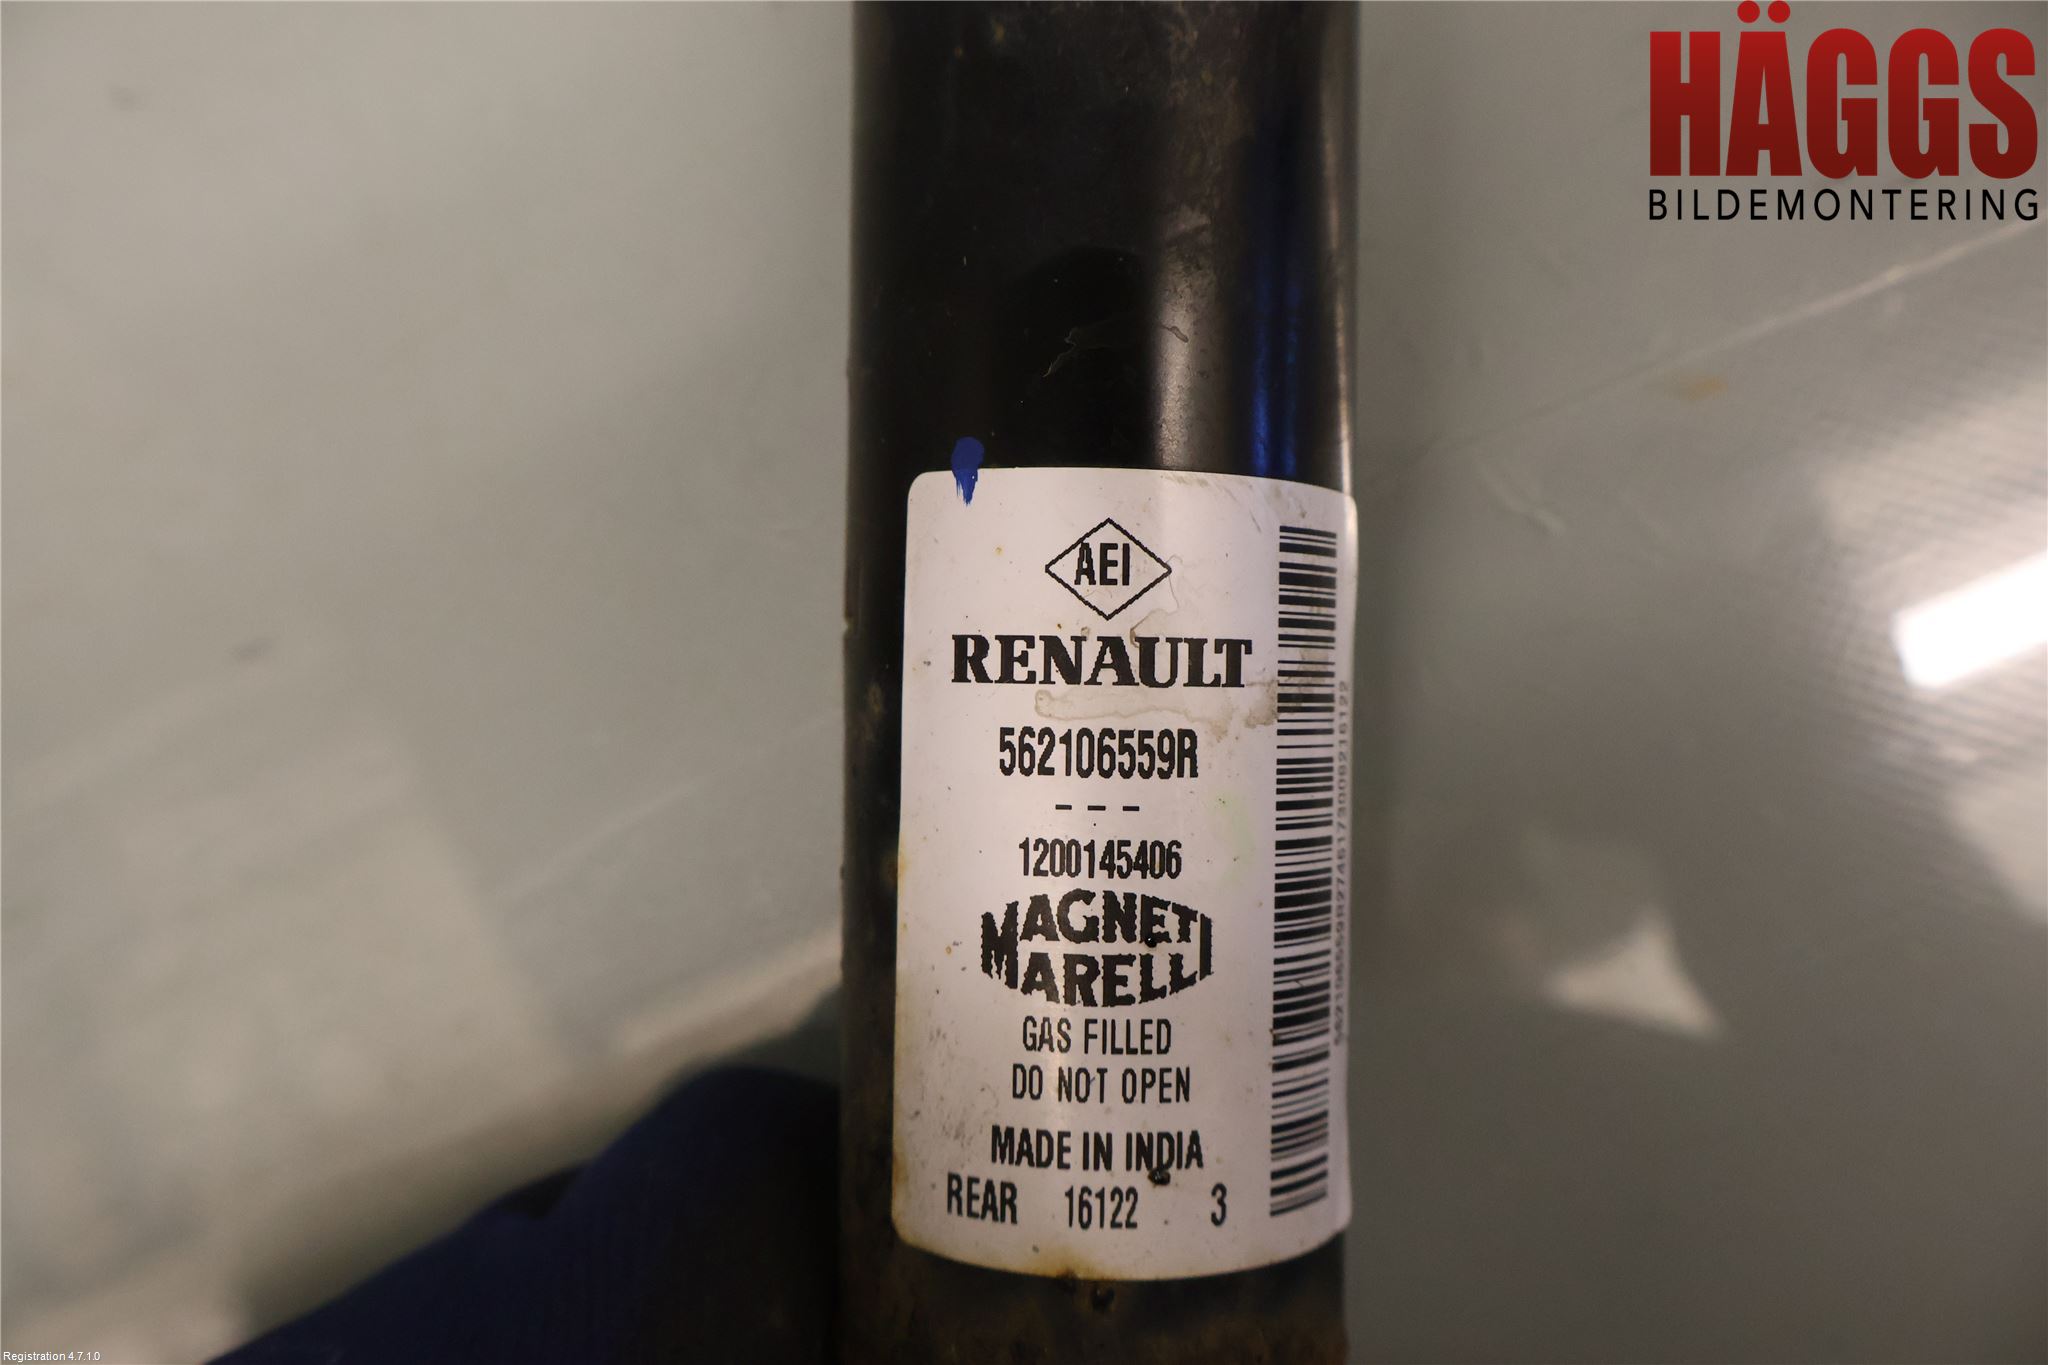 HÄGGS
BILDEMONTERING
AEI
RENAULT
562106559R
- - -
1200145406
MAGNETI
MARELLI
GAS FILLED
DO NOT OPEN
MADE IN INDIA
REAR 16122 3
Registration 4.7.1.0